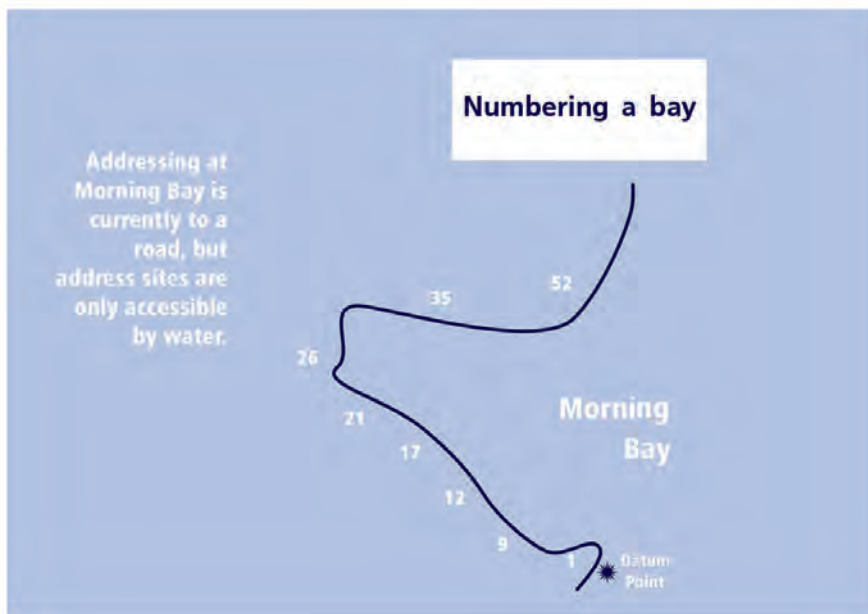 Numbering a bay
Addressing at
Morning Bay is
currently to a
road, but
address sites are
only accessible
by water.
52
35
26
21
Morning
Bay
17
12
9
1
Datum
Point